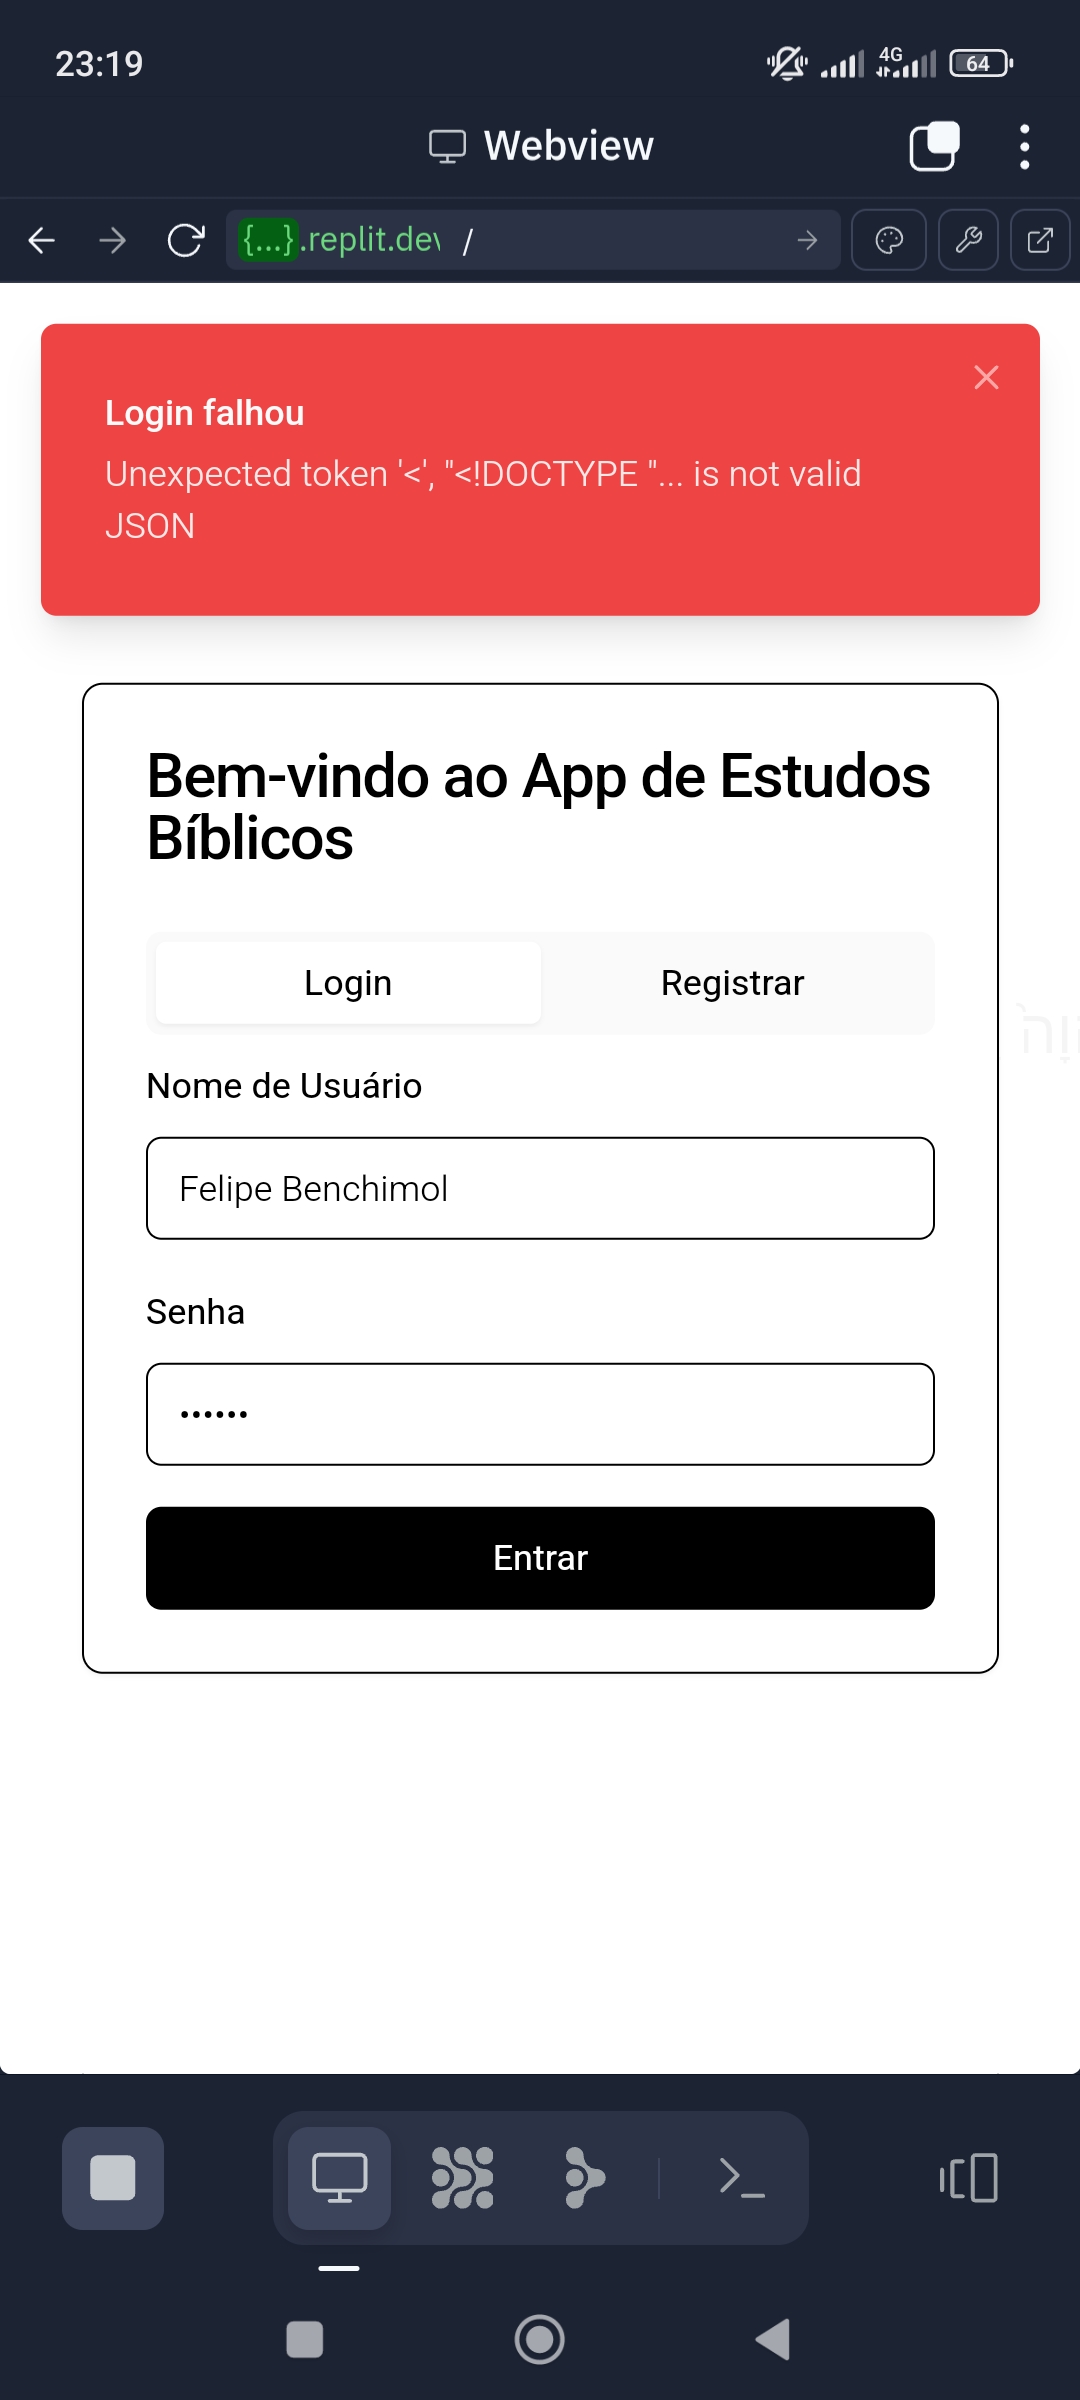 23:19
4G
64
Webview
{...}.replit.dev /
Login falhou
Unexpected token '<', "<!DOCTYPE "... is not valid
JSON
Bem-vindo ao App de Estudos
Bíblicos
Login
Registrar
Nome de Usuário
Felipe Benchimol
Senha
••••••
Entrar